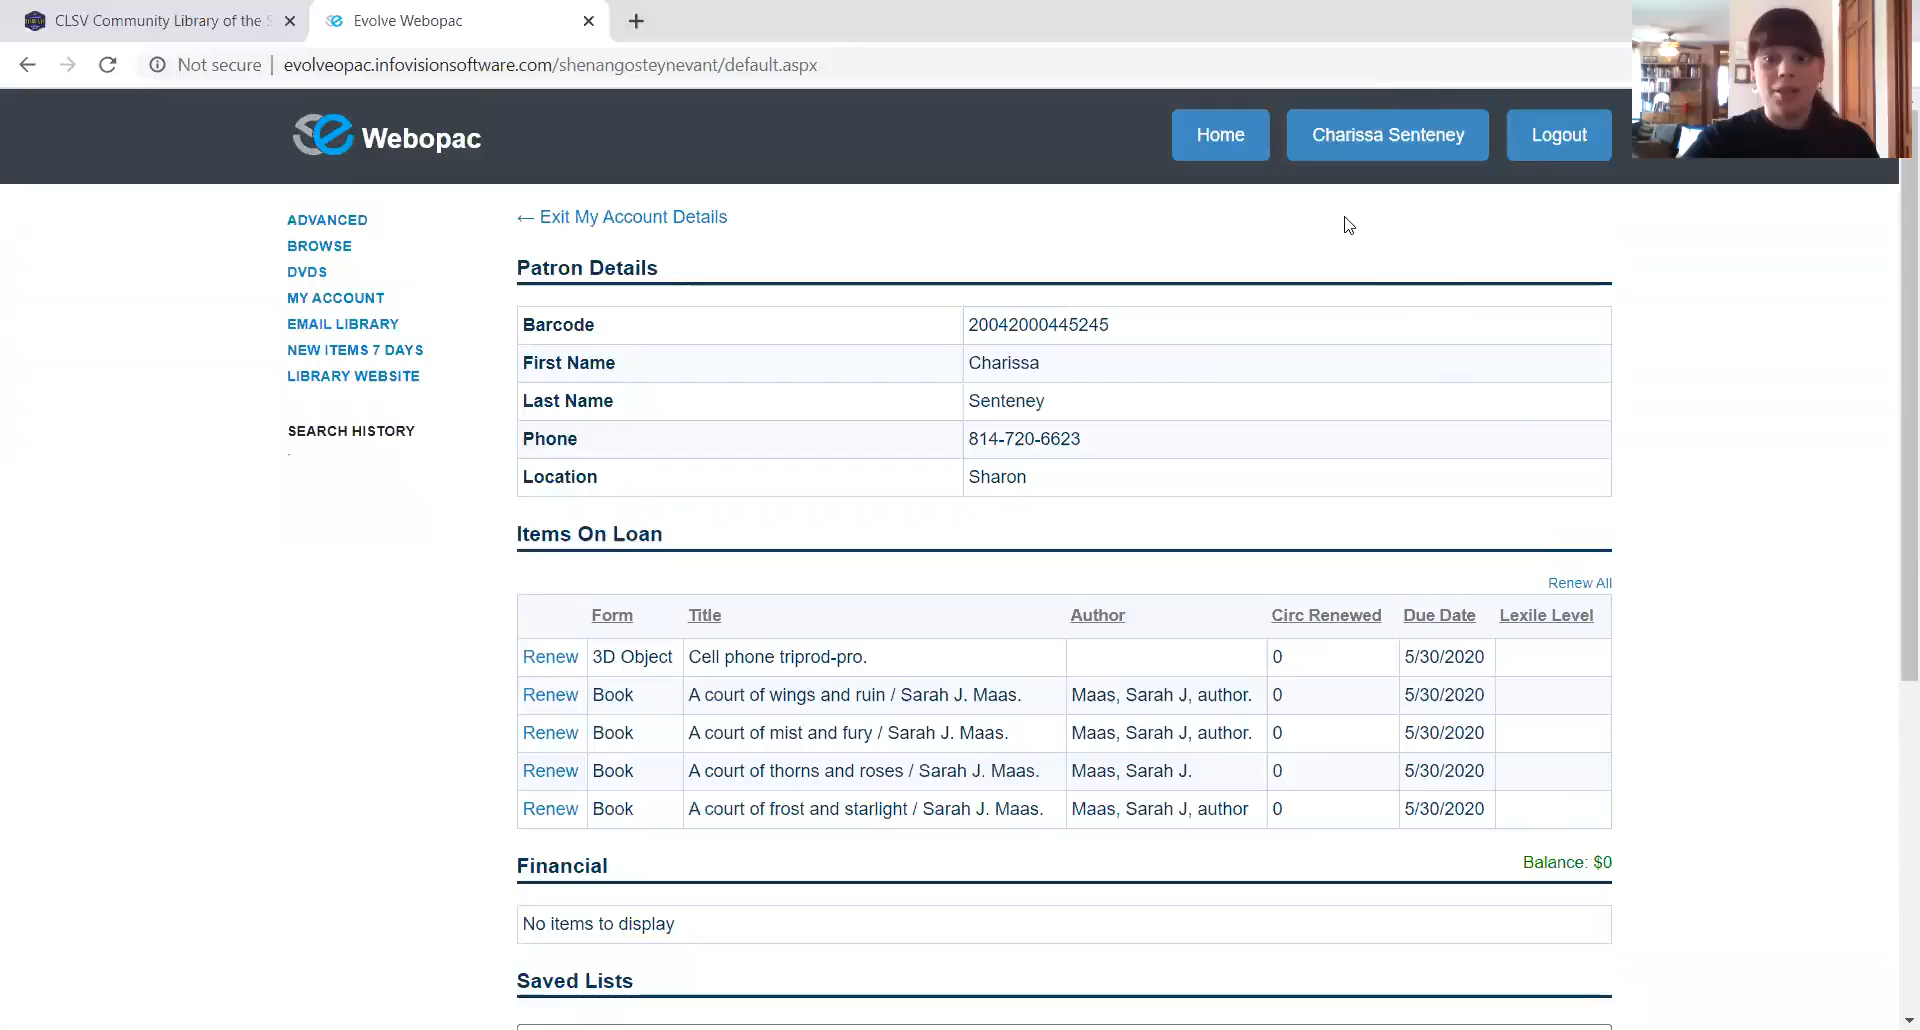 CLSV Community Library of the S
Evolve Webopac
Not secure | evolveopac.infovisionsoftware.com/shenangosteynevant/default.aspx
Webopac
Home
Charissa Senteney
Logout
ADVANCED
BROWSE
DVDS
MY ACCOUNT
EMAIL LIBRARY
NEW ITEMS 7 DAYS
LIBRARY WEBSITE
SEARCH HISTORY
← Exit My Account Details
Patron Details
Barcode 20042000445245
First Name Charissa
Last Name Senteney
Phone 814-720-6623
Location Sharon
Items On Loan
Renew All
Form Title Author Circ Renewed Due Date Lexile Level
Renew 3D Object Cell phone triprod-pro. 0 5/30/2020
Renew Book A court of wings and ruin / Sarah J. Maas. Maas, Sarah J, author. 0 5/30/2020
Renew Book A court of mist and fury / Sarah J. Maas. Maas, Sarah J, author. 0 5/30/2020
Renew Book A court of thorns and roses / Sarah J. Maas. Maas, Sarah J. 0 5/30/2020
Renew Book A court of frost and starlight / Sarah J. Maas. Maas, Sarah J, author 0 5/30/2020
Financial Balance: $0
No items to display
Saved Lists